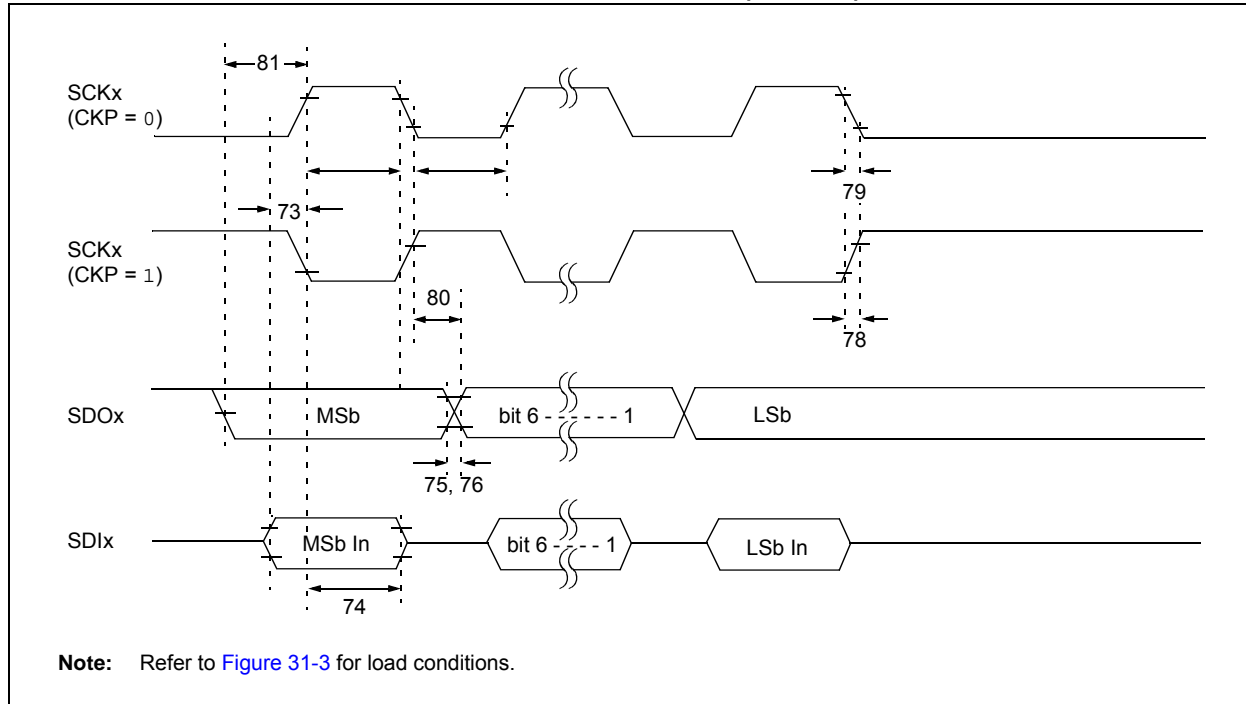 81
SCKx
(CKP = 0)
79
73
SCKx
(CKP = 1)
80
78
SDOx
MSb
bit 6 - - - - - - 1
LSb
75, 76
SDIx
MSb In
bit 6 - - - - 1
LSb In
74
Note: Refer to Figure 31-3 for load conditions.